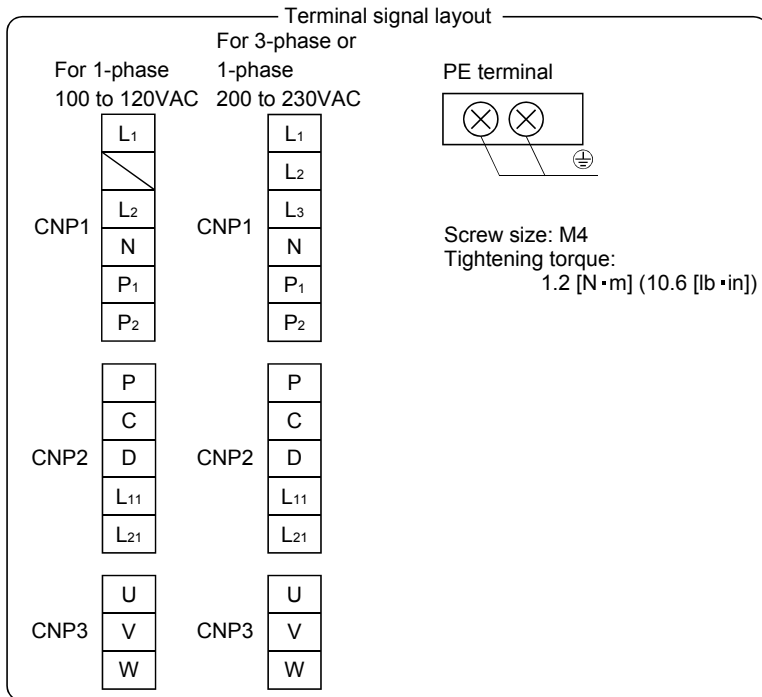 Terminal signal layout
For 1-phase
100 to 120VAC
For 3-phase or
1-phase
200 to 230VAC
PE terminal
CNP1
L1
L2
N
P1
P2
CNP1
L1
L2
L3
N
P1
P2
Screw size: M4
Tightening torque:
1.2 [N·m] (10.6 [lb·in])
CNP2
P
C
D
L11
L21
CNP2
P
C
D
L11
L21
CNP3
U
V
W
CNP3
U
V
W